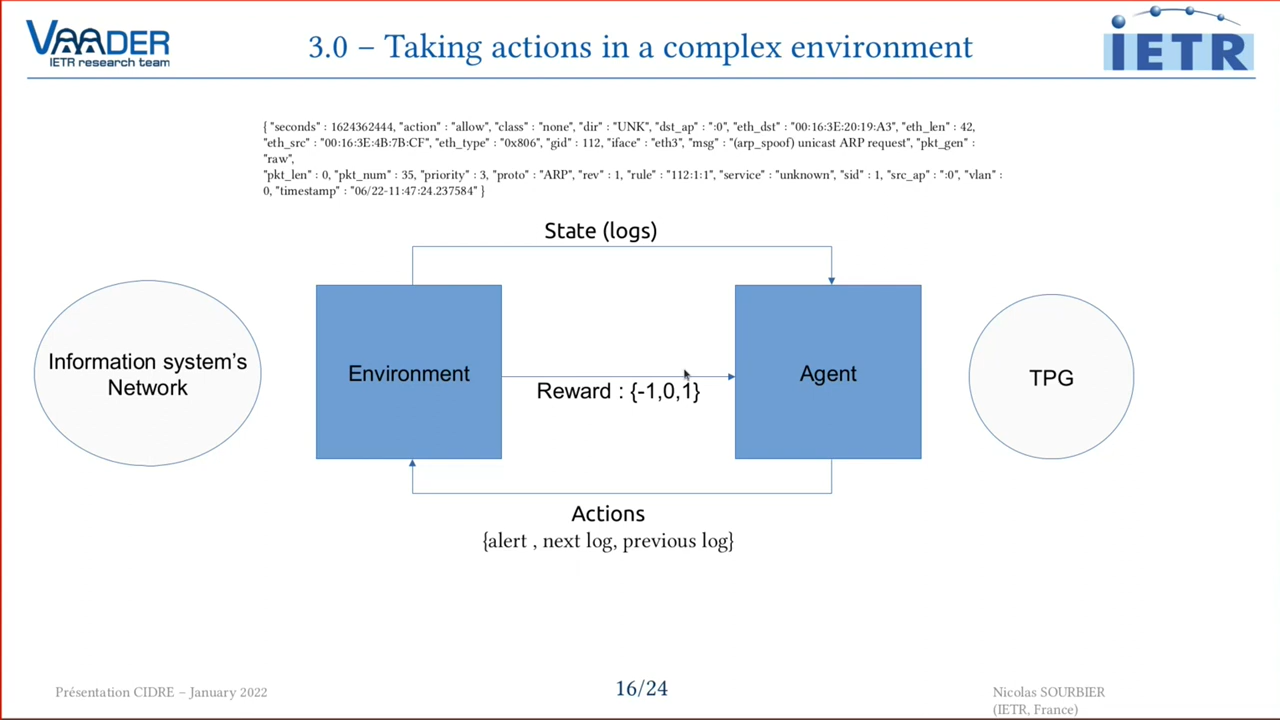 VAADER
IETR research team
3.0 – Taking actions in a complex environment
iETR
{ "seconds" : 1624362444, "action" : "allow", "class" : "none", "dir" : "UNK", "dst_ap" : ":0", "eth_dst" : "00:16:3E:20:19:A3", "eth_len" : 42,
"eth_src" : "00:16:3E:4B:7B:CF", "eth_type" : "0x806", "gid" : 112, "iface" : "eth3", "msg" : "(arp_spoof) unicast ARP request", "pkt_gen" :
"raw",
"pkt_len" : 0, "pkt_num" : 35, "priority" : 3, "proto" : "ARP", "rev" : 1, "rule" : "112:1:1", "service" : "unknown", "sid" : 1, "src_ap" : ":0", "vlan" :
0, "timestamp" : "06/22-11:47:24.237584" }
State (logs)
Information system's
Network
Environment
Reward : {-1,0,1}
Agent
TPG
Actions
{alert , next log, previous log}
Présentation CIDRE – January 2022
16/24
Nicolas SOURBIER
(IETR, France)